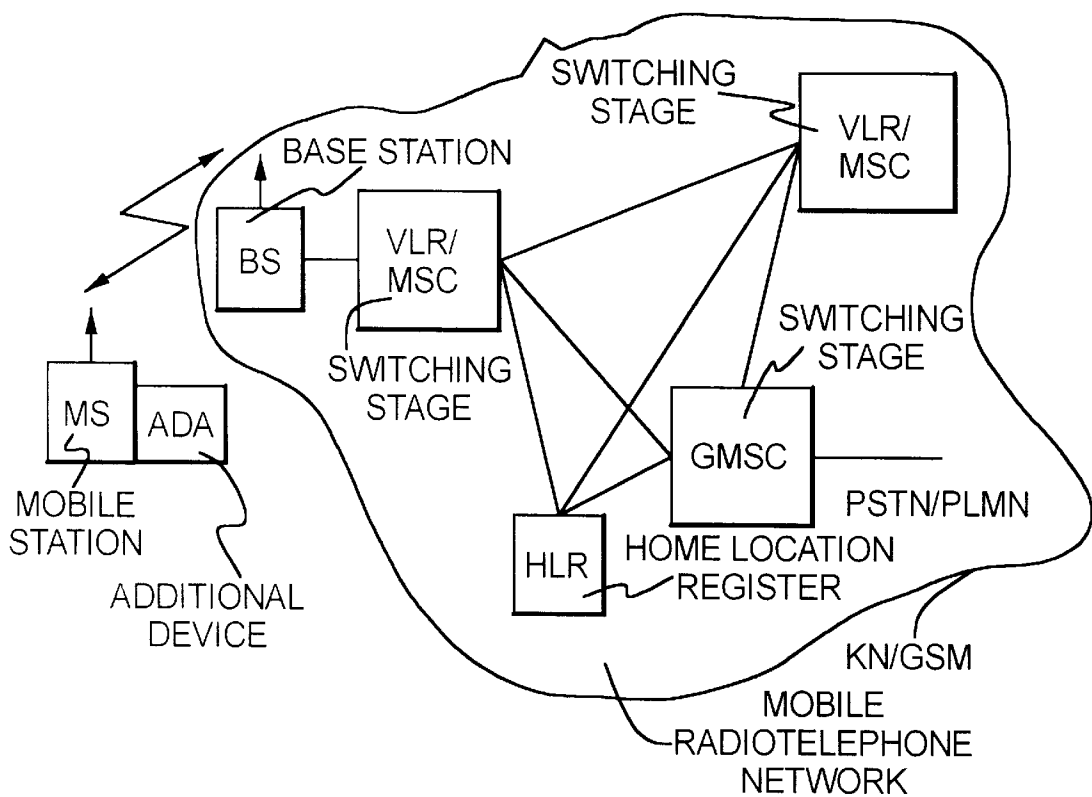 SWITCHING
STAGE
VLR/
MSC
BASE STATION
BS
VLR/
MSC
SWITCHING
STAGE
SWITCHING
STAGE
MS
ADA
GMSC
PSTN/PLMN
MOBILE
STATION
HLR
HOME LOCATION
REGISTER
ADDITIONAL
DEVICE
KN/GSM
MOBILE
RADIOTELEPHONE
NETWORK